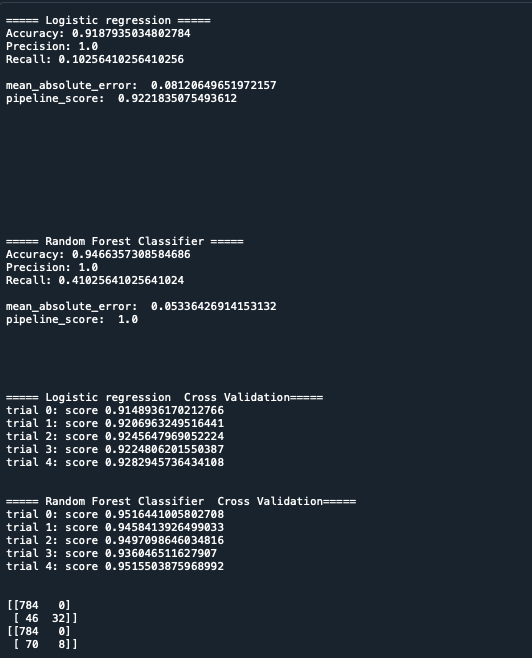 ===== Logistic regression =====
Accuracy: 0.9187935034802784
Precision: 1.0
Recall: 0.10256410256410256
mean_absolute_error:  0.08120649651972157
pipeline_score:  0.9221835075493612
===== Random Forest Classifier =====
Accuracy: 0.9466357308584686
Precision: 1.0
Recall: 0.41025641025641024
mean_absolute_error:  0.05336426914153132
pipeline_score:  1.0
===== Logistic regression  Cross Validation=====
trial 0: score 0.9148936170212766
trial 1: score 0.9206963249516441
trial 2: score 0.9245647969052224
trial 3: score 0.9224806201550387
trial 4: score 0.9282945736434108
===== Random Forest Classifier  Cross Validation=====
trial 0: score 0.9516441005802708
trial 1: score 0.9458413926499033
trial 2: score 0.9497098646034816
trial 3: score 0.936046511627907
trial 4: score 0.9515503875968992
[[784   0]
 [ 46  32]]
[[784   0]
 [ 70   8]]